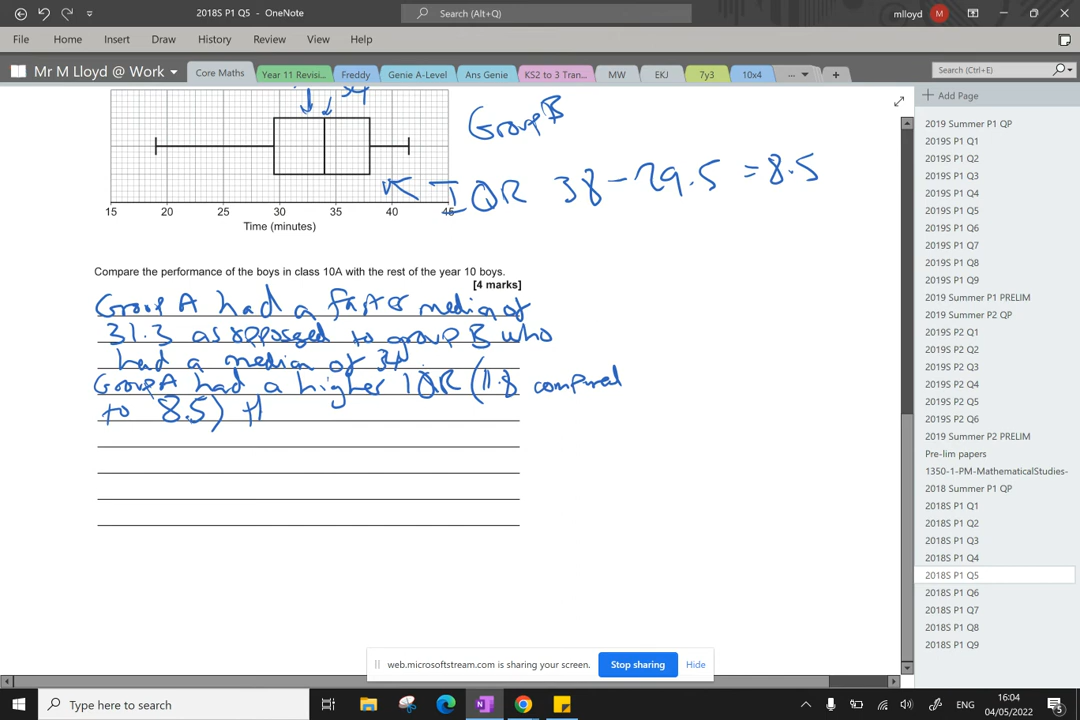 2018S P1 Q5 - OneNote
Search (Alt+Q)
mlloyd
M
File
Home
Insert
Draw
History
Review
View
Help
Mr M Lloyd @ Work
Core Maths
Year 11 Revisi...
Freddy
Genie A-Level
Ans Genie
KS2 to 3 Tran...
MW
EKJ
7y3
10x4
...
Search (Ctrl+E)
Group B
IQR 38 - 29.5 = 8.5
15 20 25 30 35 40 45
Time (minutes)
Compare the performance of the boys in class 10A with the rest of the year 10 boys.
[4 marks]
Group A had a faster median of
31.3 as opposed to group B who
had a median of 34
Group A had a higher IQR (11.8 compared
to 8.5) t
Add Page
2019 Summer P1 QP
2019S P1 Q1
2019S P1 Q2
2019S P1 Q3
2019S P1 Q4
2019S P1 Q5
2019S P1 Q6
2019S P1 Q7
2019S P1 Q8
2019S P1 Q9
2019 Summer P1 PRELIM
2019 Summer P2 QP
2019S P2 Q1
2019S P2 Q2
2019S P2 Q3
2019S P2 Q4
2019S P2 Q5
2019S P2 Q6
2019 Summer P2 PRELIM
Pre-lim papers
1350-1-PM-MathematicalStudies-
2018 Summer P1 QP
2018S P1 Q1
2018S P1 Q2
2018S P1 Q3
2018S P1 Q4
2018S P1 Q5
2018S P1 Q6
2018S P1 Q7
2018S P1 Q8
2018S P1 Q9
web.microsoftstream.com is sharing your screen.
Stop sharing
Hide
Type here to search
ENG
16:04
04/05/2022
5